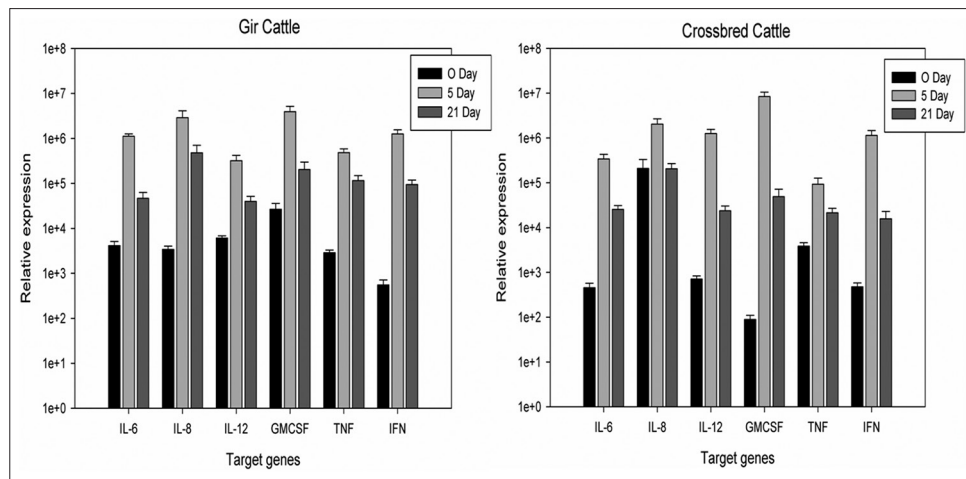 Gir Cattle
1e+8
1e+7
1e+6
1e+5
1e+4
1e+3
1e+2
1e+1
1e+0
Relative expression
O Day
5 Day
21 Day
IL-6 IL-8 IL-12 GMCSF TNF IFN
Target genes
Crossbred Cattle
1e+8
1e+7
1e+6
1e+5
1e+4
1e+3
1e+2
1e+1
1e+0
Relative expression
O Day
5 Day
21 Day
IL-6 IL-8 IL-12 GMCSF TNF IFN
Target genes